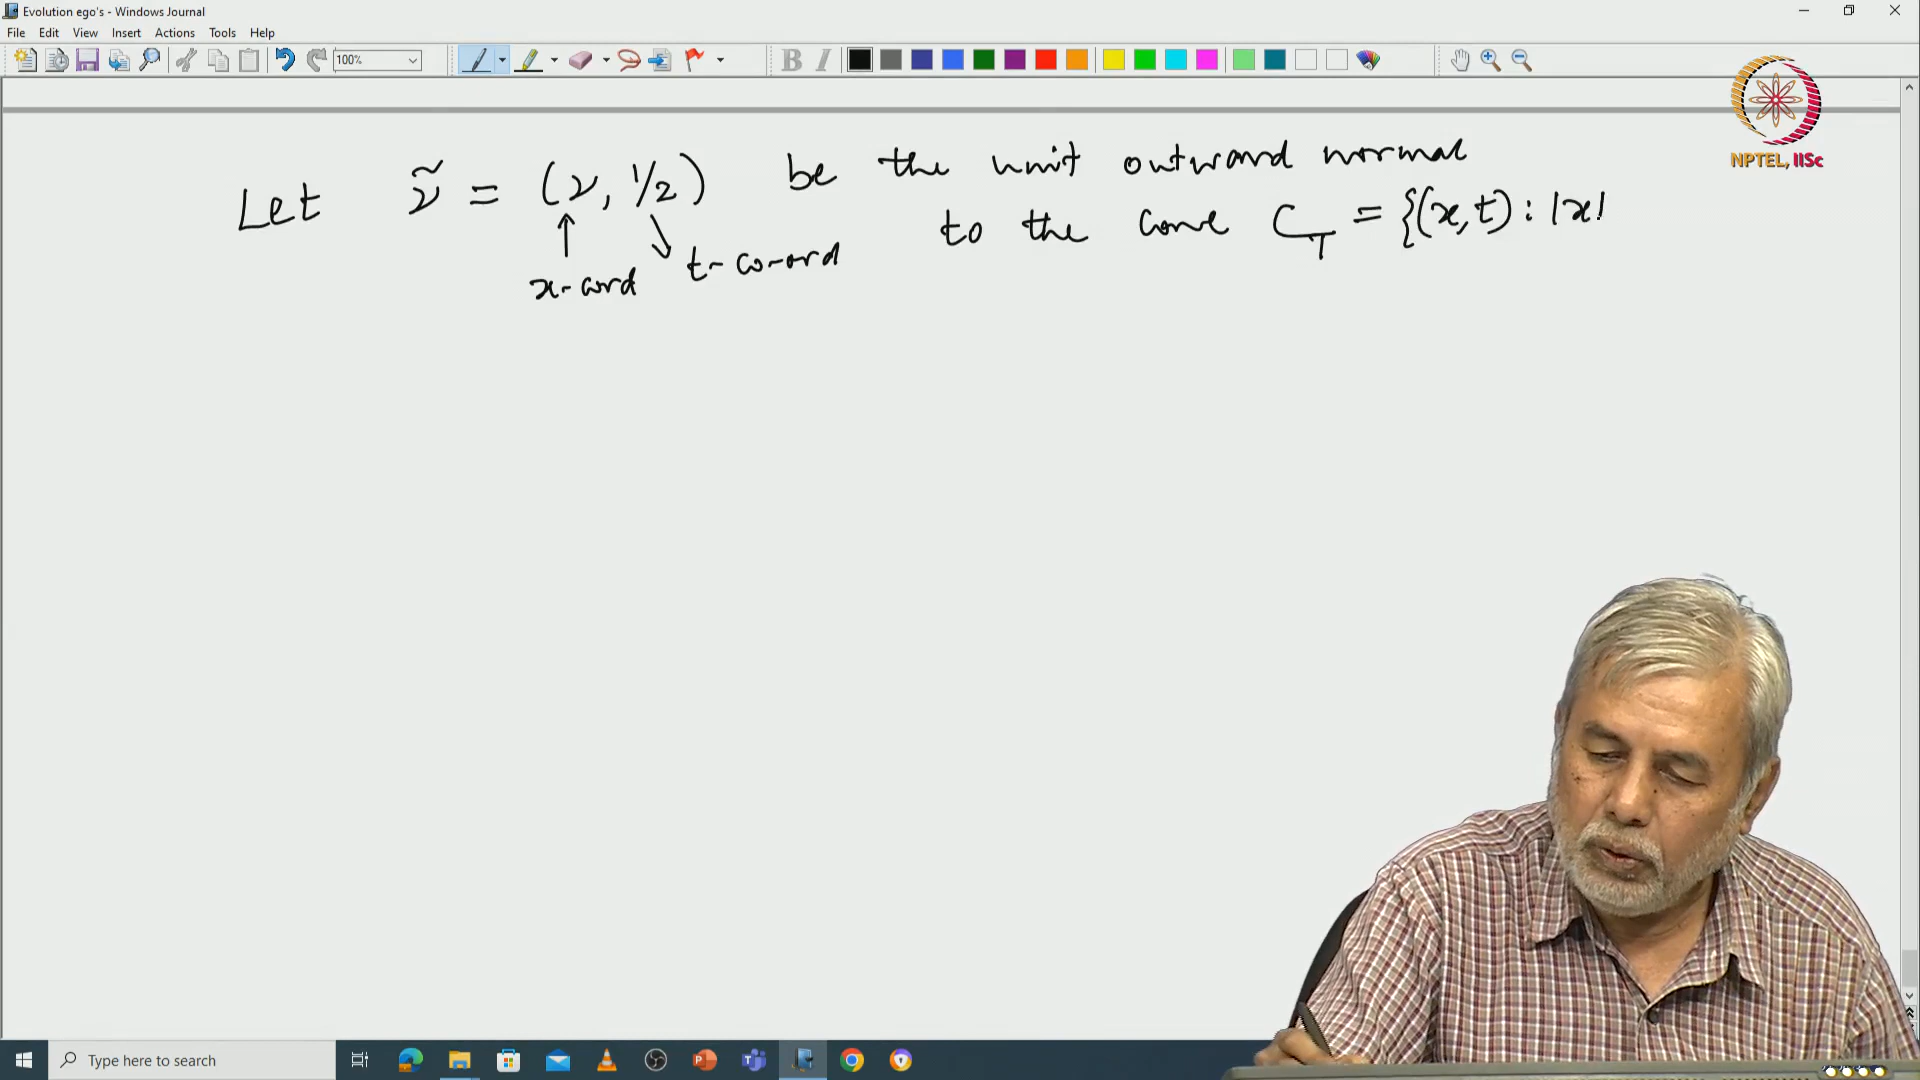 Evolution eqo's - Windows Journal
File Edit View Insert Actions Tools Help
100%
NPTEL, IISc
Let ν̃ = (ν, 1/2) be the unit outward normal
to the cone C_T = {(x,t) : |x|
x-cord t-co-ord
Type here to search